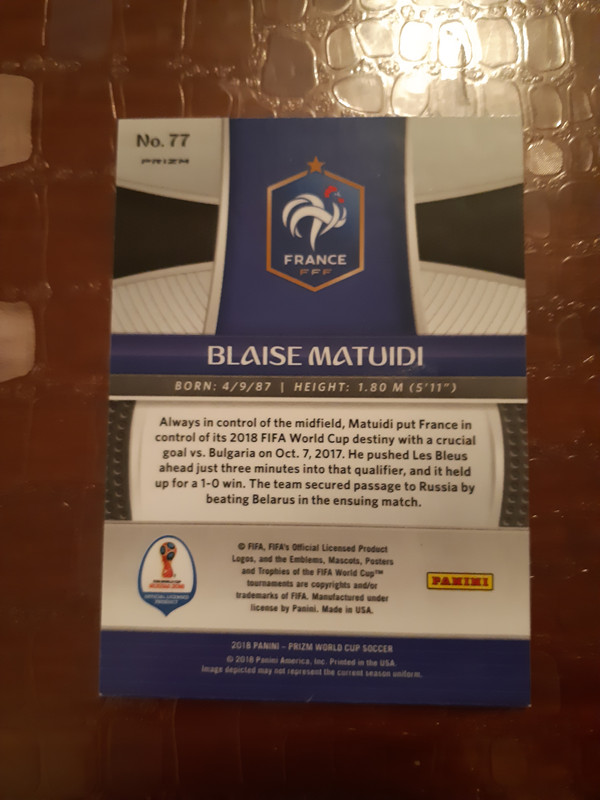 No. 77
PRIZM
FRANCE
FFF
BLAISE MATUIDI
BORN: 4/9/87 | HEIGHT: 1.80 M (5'11")
Always in control of the midfield, Matuidi put France in
control of its 2018 FIFA World Cup destiny with a crucial
goal vs. Bulgaria on Oct. 7, 2017. He pushed Les Bleus
ahead just three minutes into that qualifier, and it held
up for a 1-0 win. The team secured passage to Russia by
beating Belarus in the ensuing match.
OFFICIAL LICENSED
PRODUCT
© FIFA, FIFA's Official Licensed Product
Logos, and the Emblems, Mascots, Posters
and Trophies of the FIFA World Cup™
tournaments are copyrights and/or
trademarks of FIFA. Manufactured under
license by Panini. Made in USA.
PANINI
2018 PANINI – PRIZM WORLD CUP SOCCER
© 2018 Panini America, Inc. Printed in the USA
Image depicted may not represent the current season uniform.